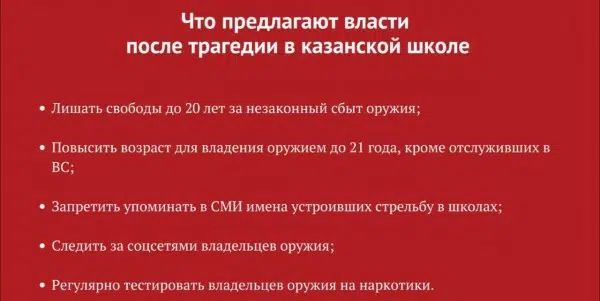 Что предлагают власти
после трагедии в казанской школе
• Лишать свободы до 20 лет за незаконный сбыт оружия;
• Повысить возраст для владения оружием до 21 года, кроме отслуживших в
ВС;
• Запретить упоминать в СМИ имена устроивших стрельбу в школах;
• Следить за соцсетями владельцев оружия;
• Регулярно тестировать владельцев оружия на наркотики.